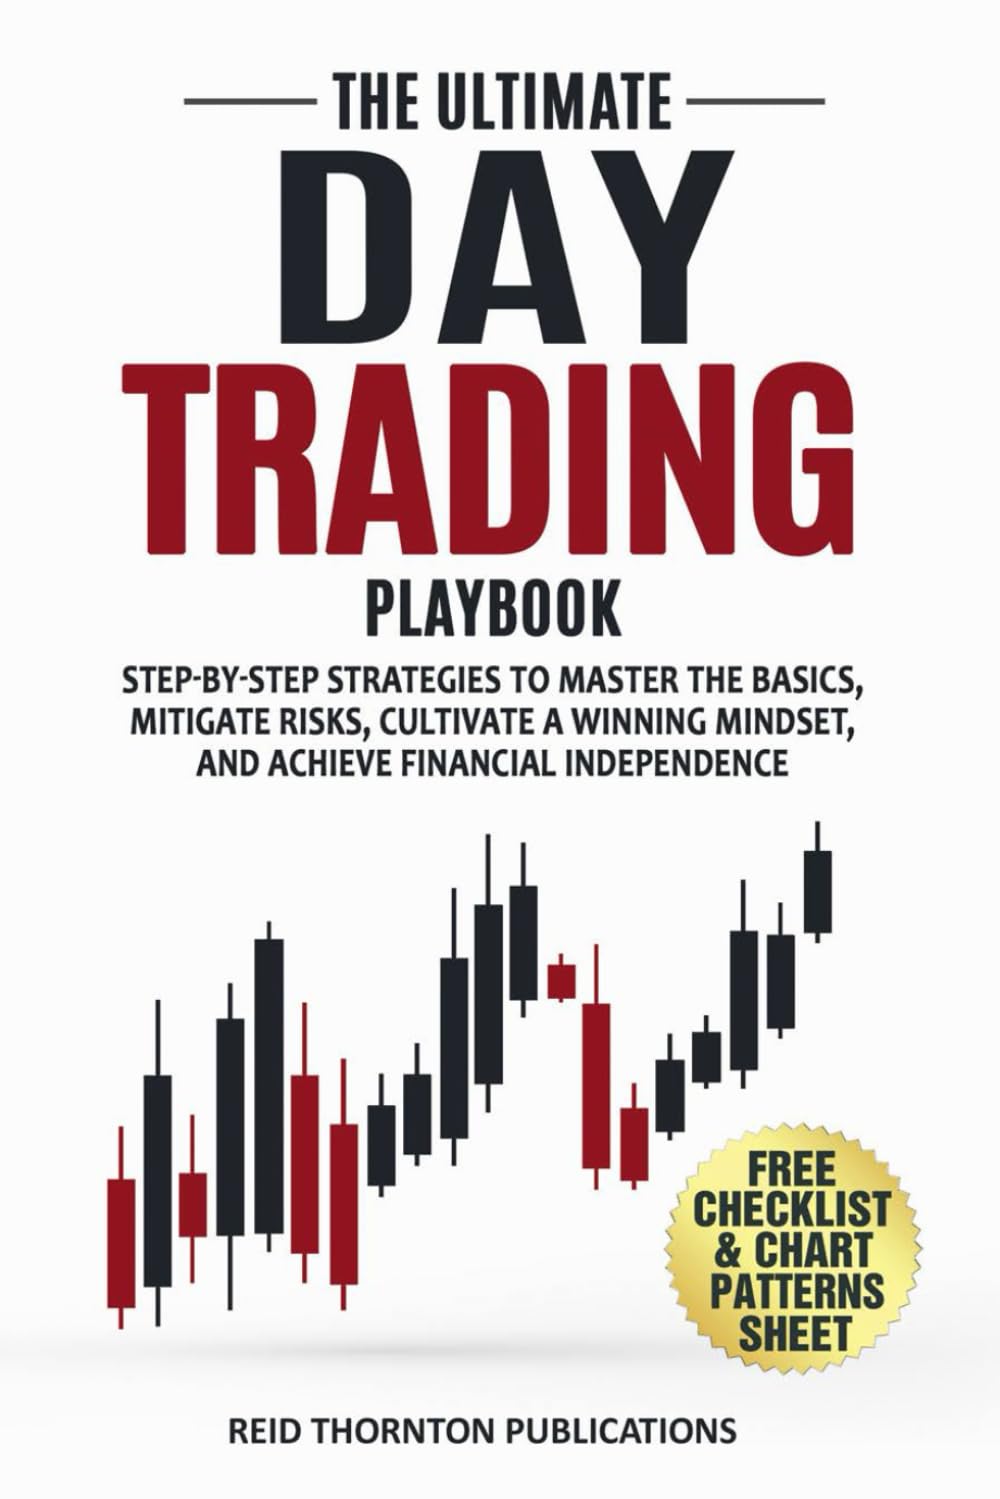 THE ULTIMATE
DAY
TRADING
PLAYBOOK
STEP-BY-STEP STRATEGIES TO MASTER THE BASICS,
MITIGATE RISKS, CULTIVATE A WINNING MINDSET,
AND ACHIEVE FINANCIAL INDEPENDENCE
FREE
CHECKLIST
& CHART
PATTERNS
SHEET
REID THORNTON PUBLICATIONS